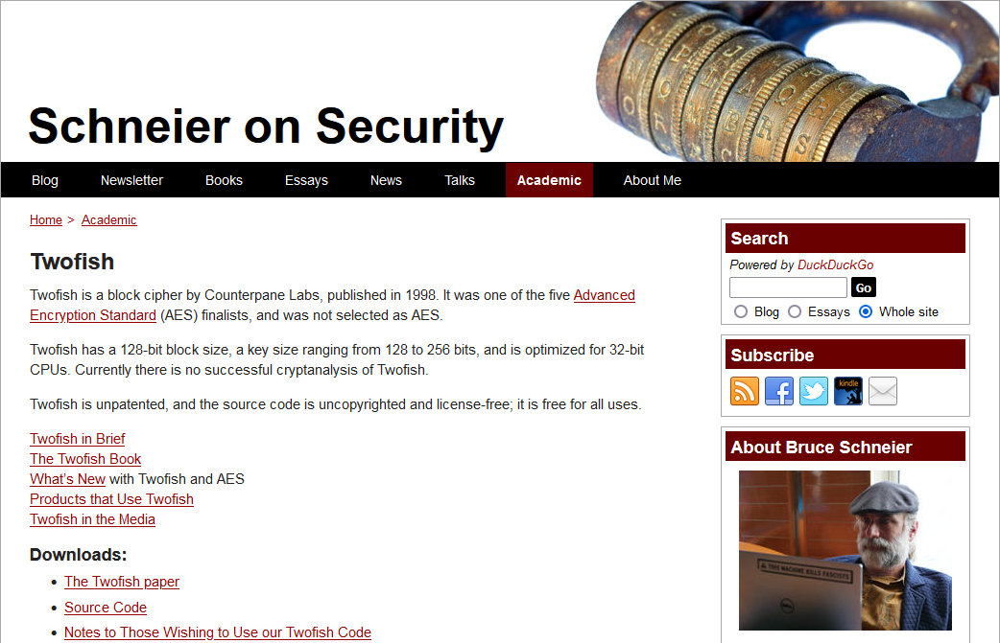 Schneier on Security
Blog Newsletter Books Essays News Talks Academic About Me
Home > Academic
Twofish
Twofish is a block cipher by Counterpane Labs, published in 1998. It was one of the five Advanced
Encryption Standard (AES) finalists, and was not selected as AES.
Twofish has a 128-bit block size, a key size ranging from 128 to 256 bits, and is optimized for 32-bit
CPUs. Currently there is no successful cryptanalysis of Twofish.
Twofish is unpatented, and the source code is uncopyrighted and license-free; it is free for all uses.
Twofish in Brief
The Twofish Book
What's New with Twofish and AES
Products that Use Twofish
Twofish in the Media
Downloads:
• The Twofish paper
• Source Code
• Notes to Those Wishing to Use our Twofish Code
Search
Powered by DuckDuckGo
Go
Blog Essays Whole site
Subscribe
kindle
About Bruce Schneier
THIS MACHINE KILLS FASCISTS
DELL